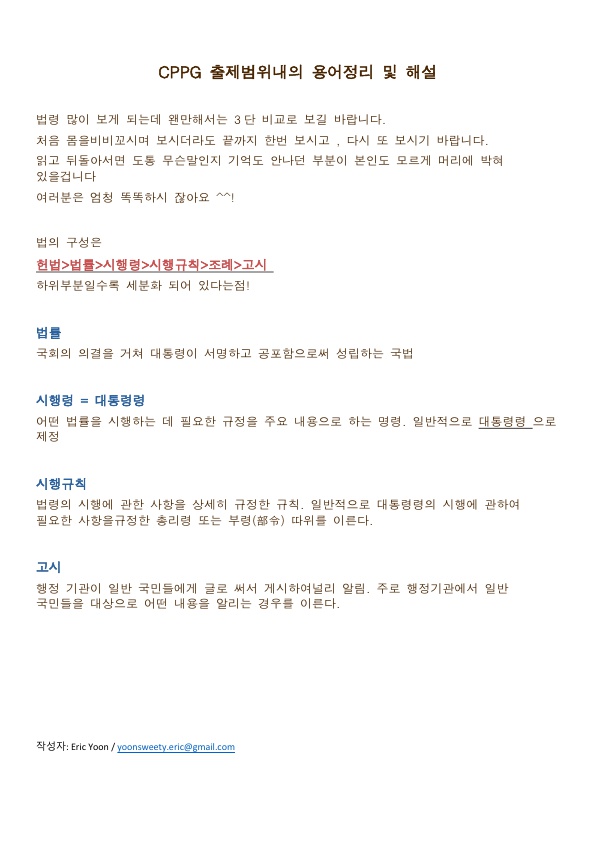 CPPG 출제범위내의 용어정리 및 해설
법령 많이 보게 되는데 왠만해서는 3단 비교로 보길 바랍니다.
처음 몸을비비꼬시며 보시더라도 끝까지 한번 보시고 , 다시 또 보시기 바랍니다.
읽고 뒤돌아서면 도통 무슨말인지 기억도 안나던 부분이 본인도 모르게 머리에 박혀
있을겁니다
여러분은 엄청 똑똑하시 잖아요 ^^!
법의 구성은
헌법>법률>시행령>시행규칙>조례>고시
하위부분일수록 세분화 되어 있다는점!
법률
국회의 의결을 거쳐 대통령이 서명하고 공포함으로써 성립하는 국법
시행령 = 대통령령
어떤 법률을 시행하는 데 필요한 규정을 주요 내용으로 하는 명령. 일반적으로 대통령령 으로
제정
시행규칙
법령의 시행에 관한 사항을 상세히 규정한 규칙. 일반적으로 대통령령의 시행에 관하여
필요한 사항을규정한 총리령 또는 부령(部令) 따위를 이른다.
고시
행정 기관이 일반 국민들에게 글로 써서 게시하여널리 알림. 주로 행정기관에서 일반
국민들을 대상으로 어떤 내용을 알리는 경우를 이른다.
작성자: Eric Yoon / yoonsweety.eric@gmail.com